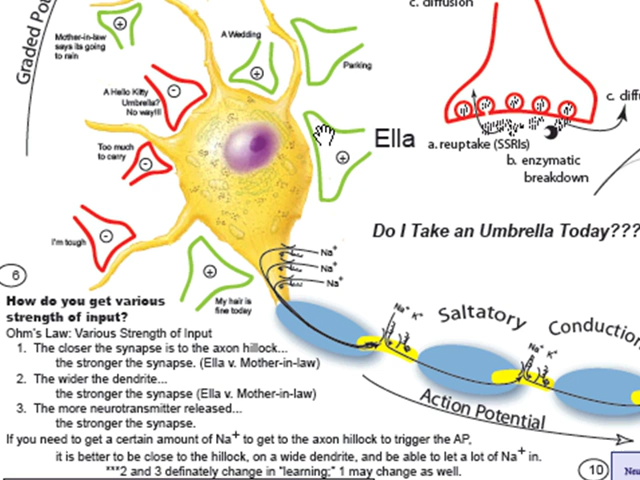 c. diffusion
Graded Pot
Mother-in-law
says its going
to rain
A Wedding
Parking
A Hello Kitty
Umbrella?
No way!!!
Too much
to carry
I'm tough
My hair is
fine today
Ella
a. reuptake (SSRIs)
b. enzymatic
breakdown
c. diffu
Do I Take an Umbrella Today???
Na+
Na+
Na+
6
How do you get various
strength of input?
Ohm's Law: Various Strength of Input
1. The closer the synapse is to the axon hillock...
the stronger the synapse. (Ella v. Mother-in-law)
2. The wider the dendrite...
the stronger the synapse (Ella v. Mother-in-law)
3. The more neurotransmitter released...
the stronger the synapse.
If you need to get a certain amount of Na+ to get to the axon hillock to trigger the AP,
it is better to be close to the hillock, on a wide dendrite, and be able to let a lot of Na+ in.
***2 and 3 definately change in "learning;" 1 may change as well.
Na+ K+
Saltatory
Conduction
Na+ K+
Action Potential
10
Neu